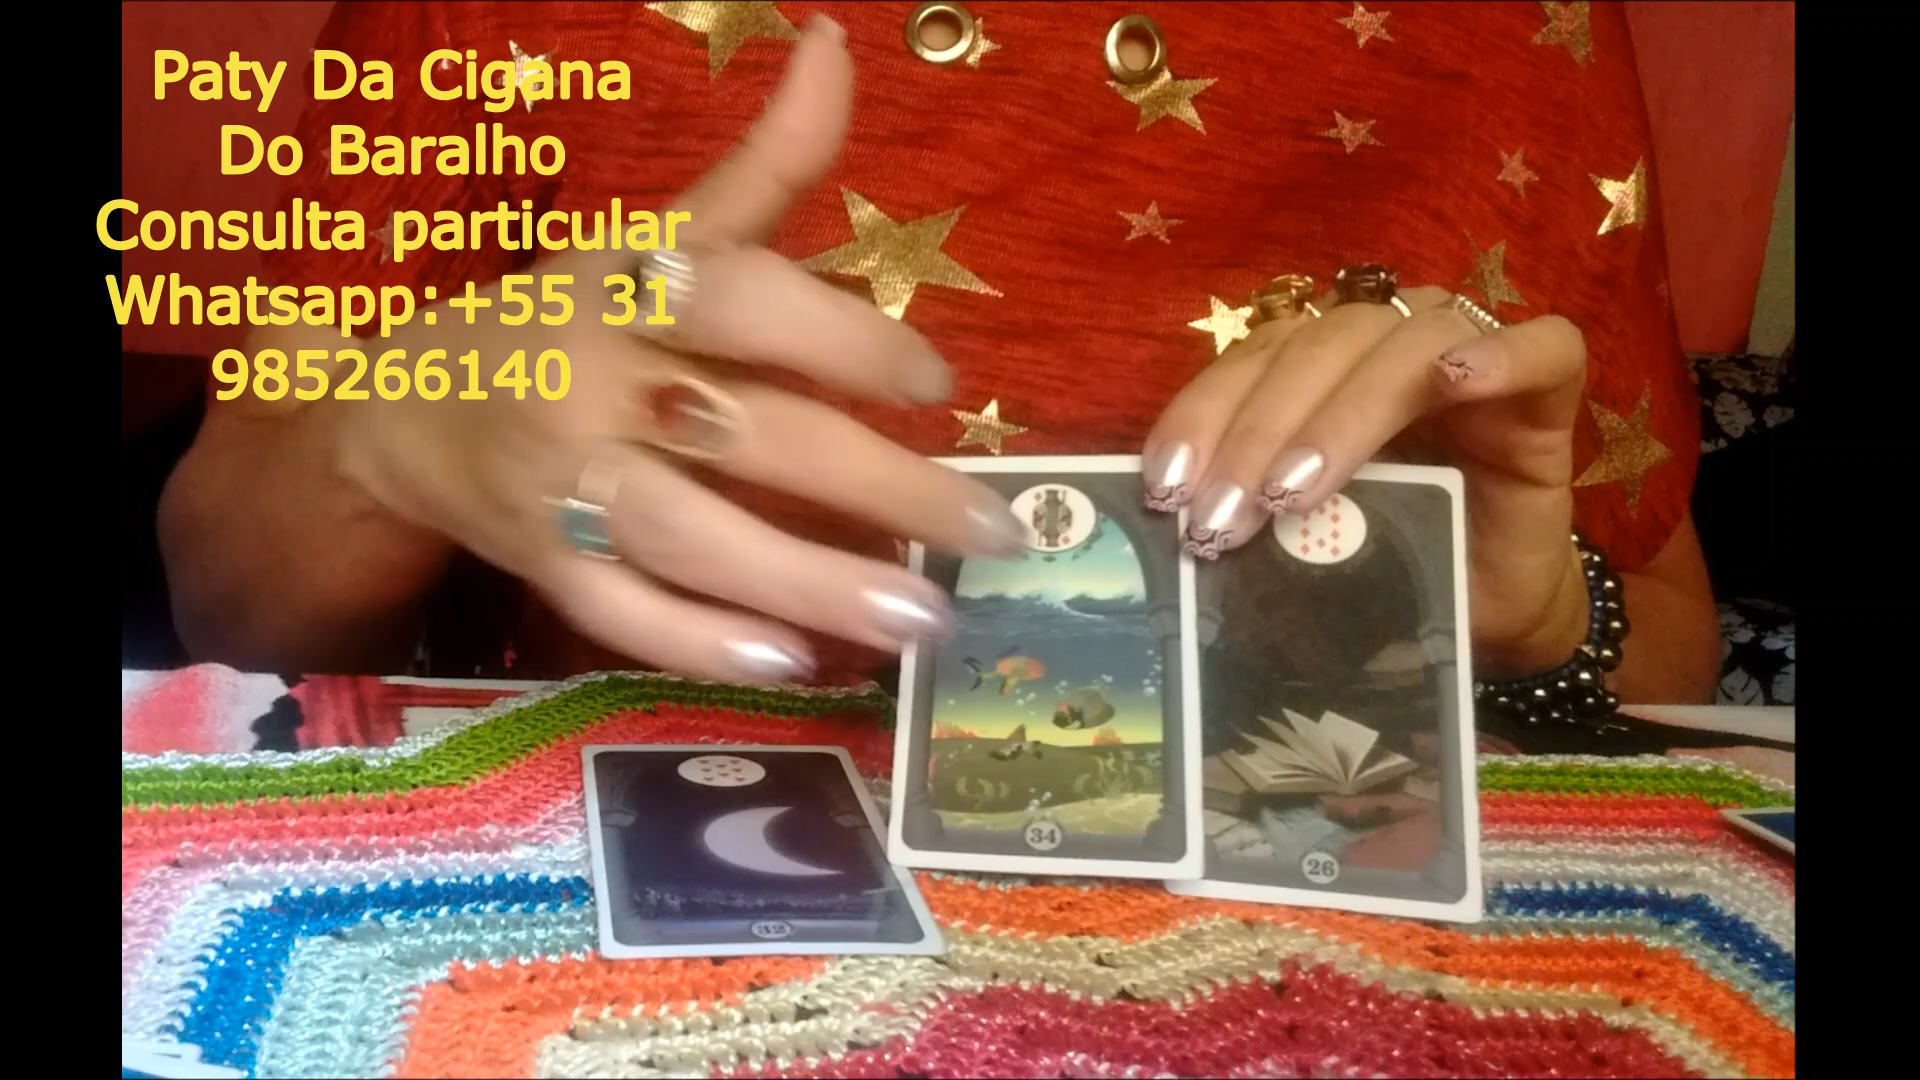 Paty Da Cigana
Do Baralho
Consulta particular
Whatsapp:+55 31
985266140
34
26
32